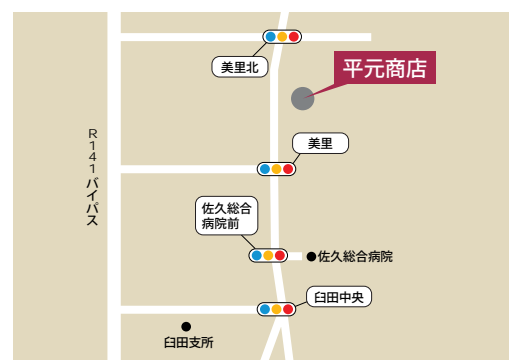 美里北
平元商店
R141バイパス
美里
佐久総合
病院前
佐久総合病院
臼田中央
臼田支所